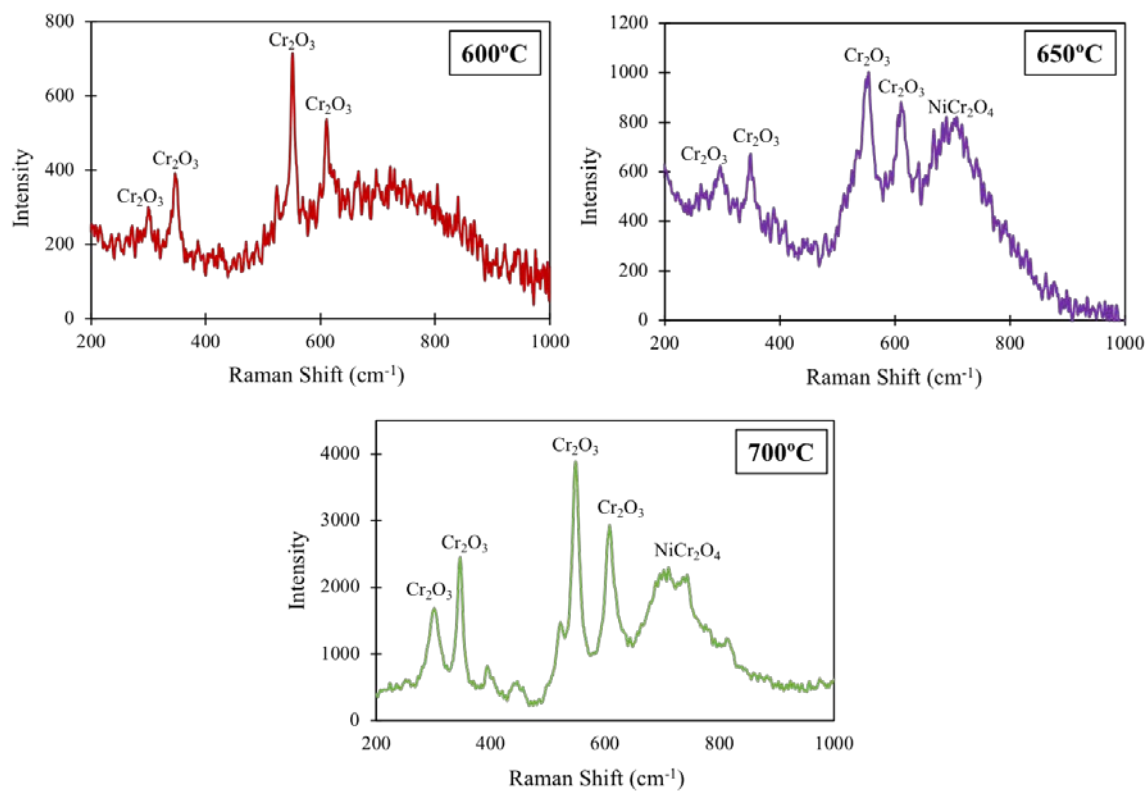 800
600
400
200
0
200
400
600
800
1000
Intensity
Raman Shift (cm⁻¹)
600ºC
Cr₂O₃
Cr₂O₃
Cr₂O₃
Cr₂O₃
1200
1000
800
600
400
200
0
200
400
600
800
1000
Intensity
Raman Shift (cm⁻¹)
650ºC
Cr₂O₃
Cr₂O₃
Cr₂O₃
Cr₂O₃
NiCr₂O₄
4000
3000
2000
1000
0
200
400
600
800
1000
Intensity
Raman Shift (cm⁻¹)
700ºC
Cr₂O₃
Cr₂O₃
Cr₂O₃
Cr₂O₃
NiCr₂O₄